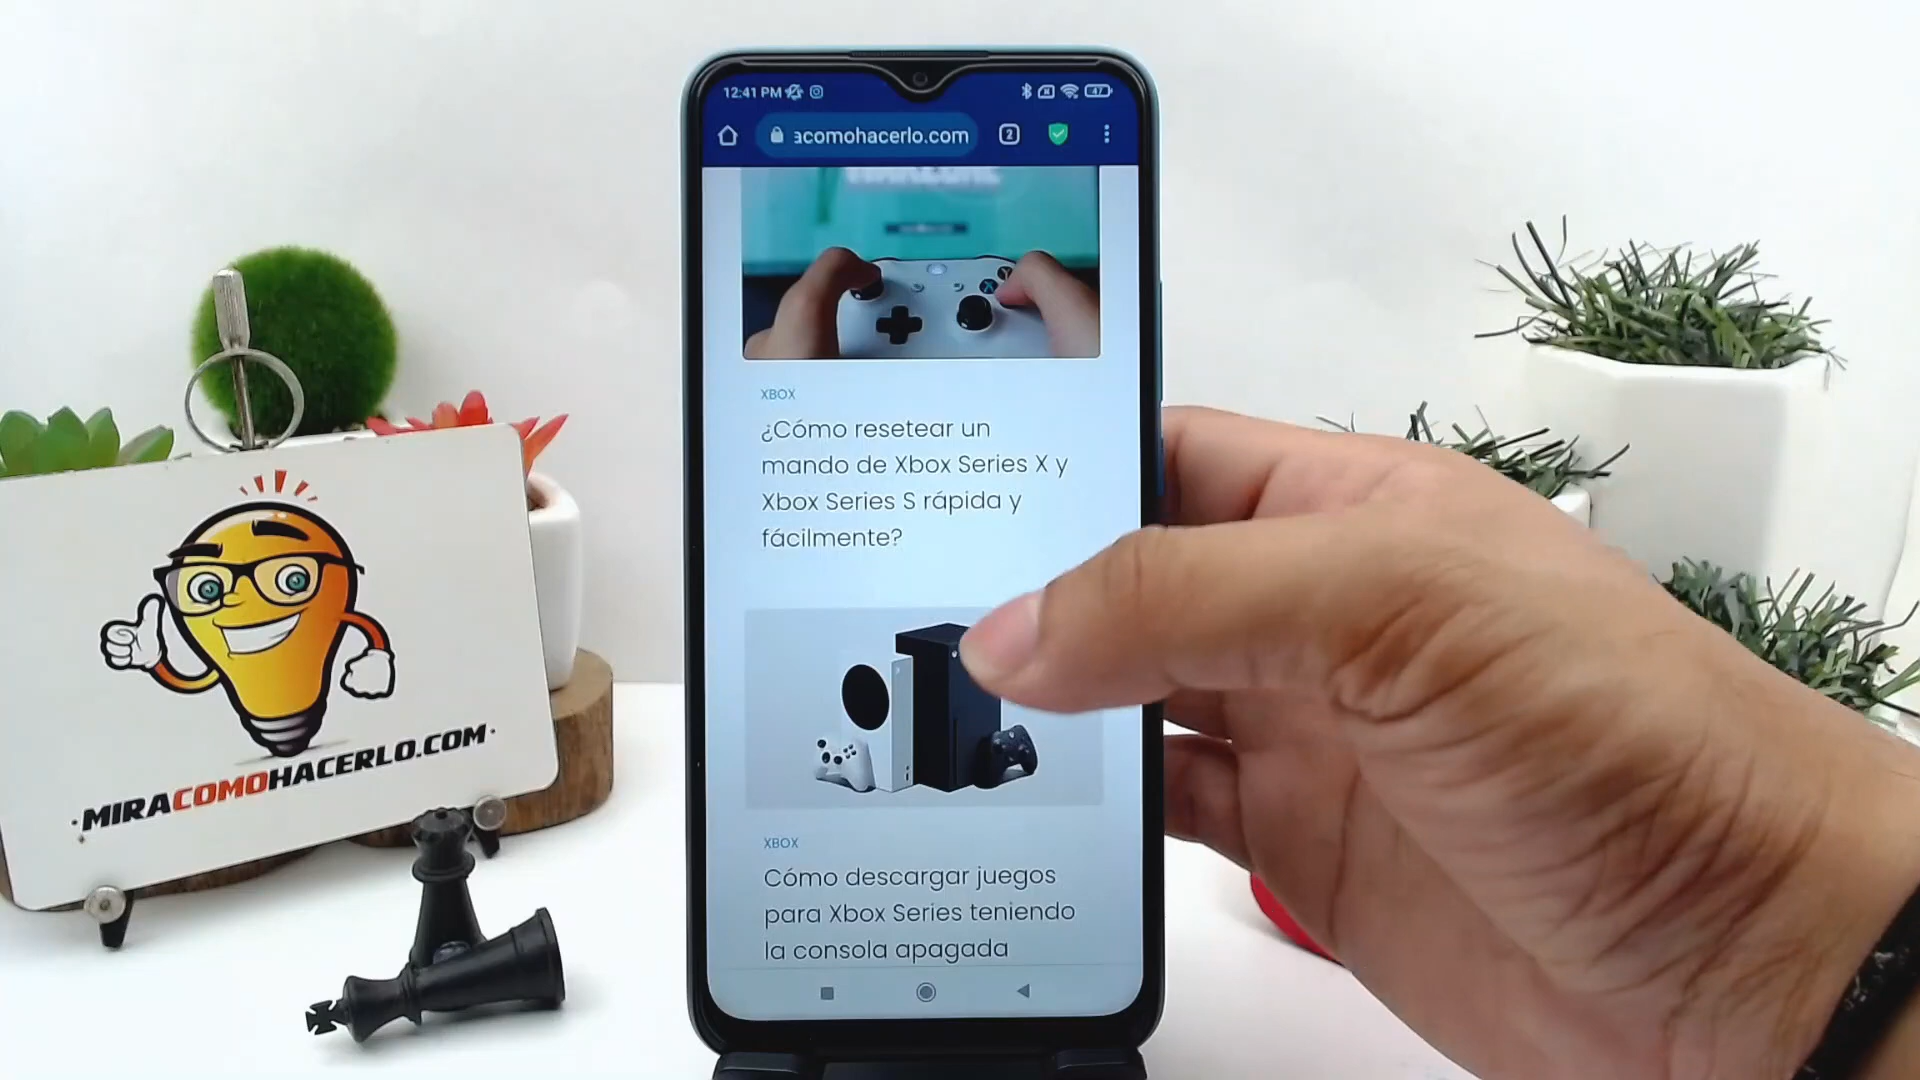 12:41 PM
47
acomohacerlo.com
2
XBOX
¿Cómo resetear un
mando de Xbox Series X y
Xbox Series S rápida y
fácilmente?
XBOX
Cómo descargar juegos
para Xbox Series teniendo
la consola apagada
·MIRACOMOHACERLO.COM·